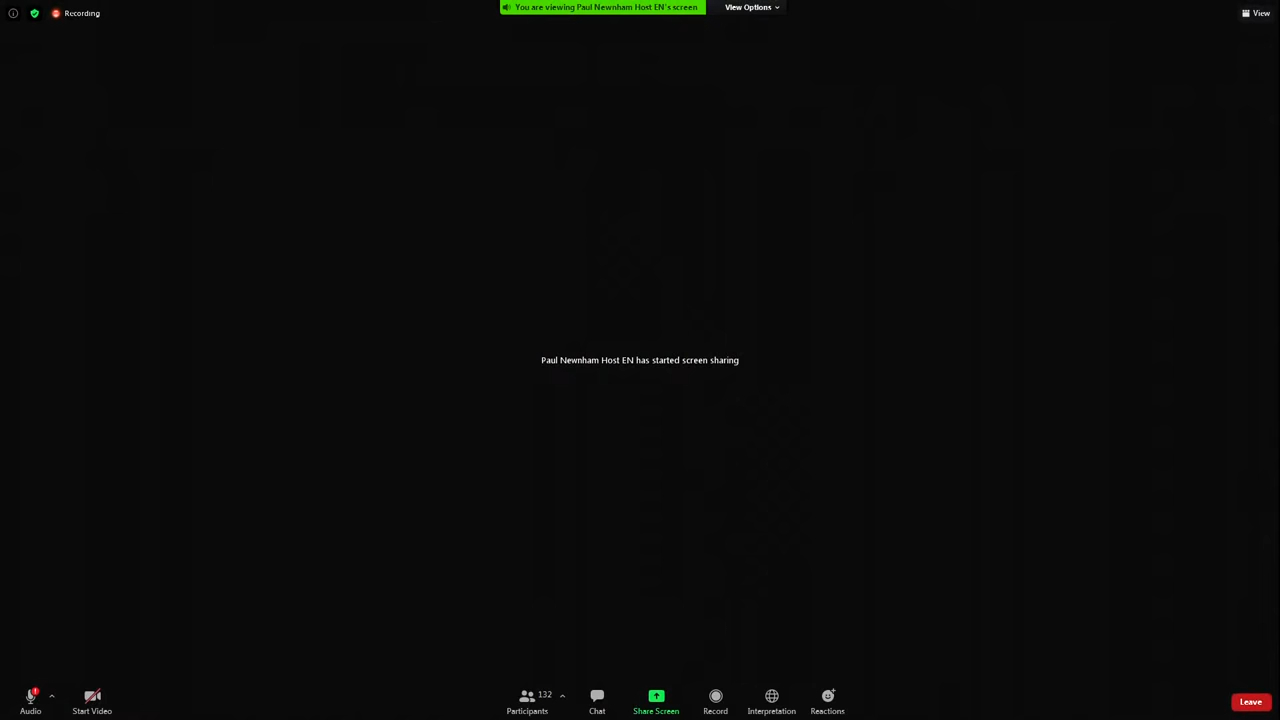 Recording
You are viewing Paul Newnham Host EN's screen
View Options
View
Paul Newnham Host EN has started screen sharing
Audio
Start Video
132
Participants
Chat
Share Screen
Record
Interpretation
Reactions
Leave